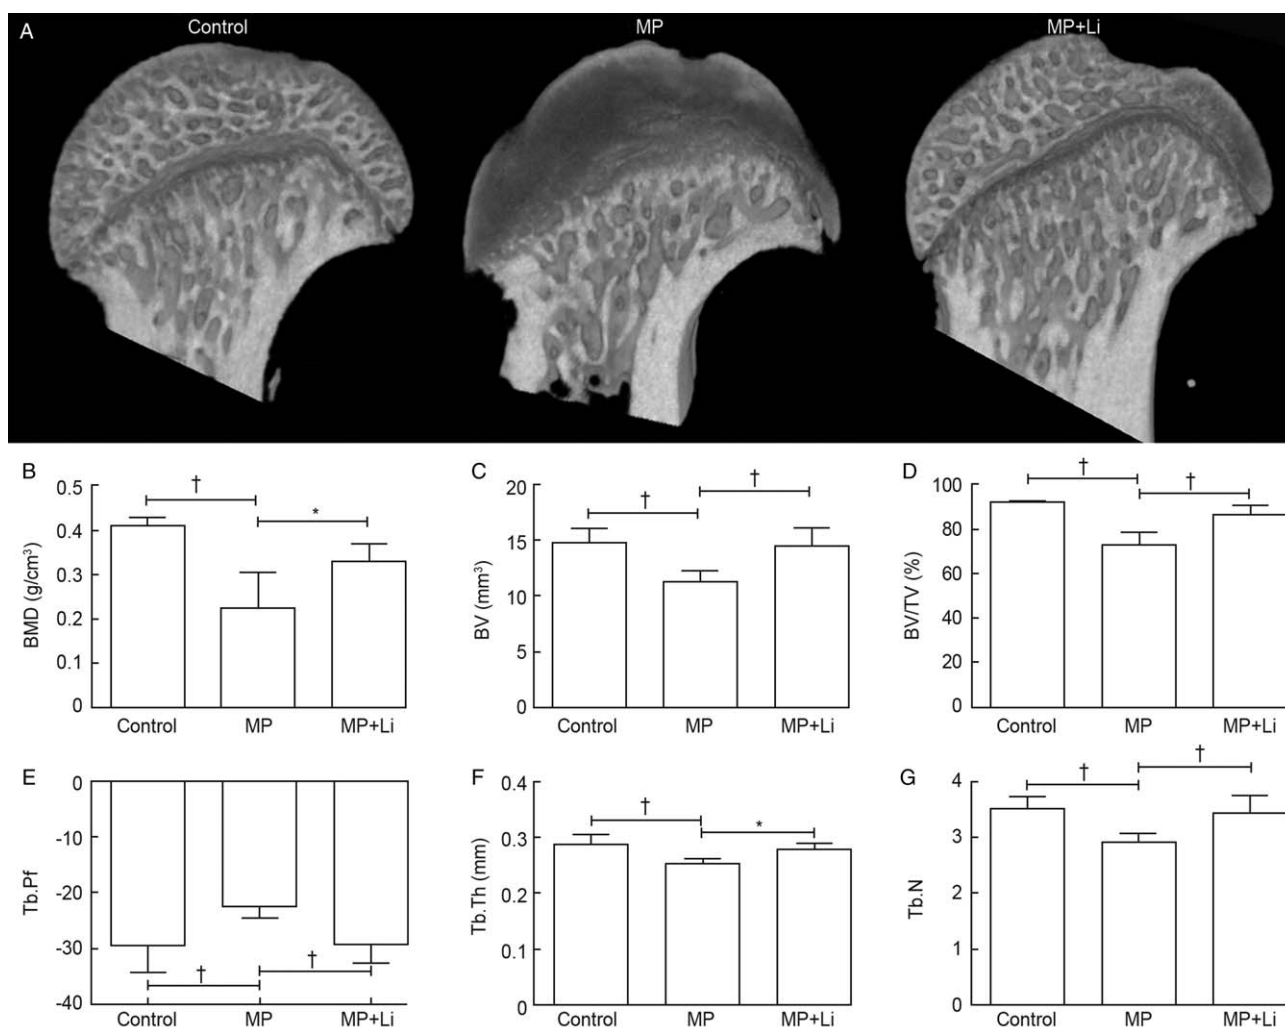 A
Control
MP
MP+Li
B
†
*
BMD (g/cm³)
0.5
0.4
0.3
0.2
0.1
0
Control
MP
MP+Li
C
†
†
BV (mm³)
20
15
10
5
0
Control
MP
MP+Li
D
†
†
BV/TV (%)
100
80
60
40
20
0
Control
MP
MP+Li
E
Tb.Pf
0
-10
-20
-30
-40
†
†
Control
MP
MP+Li
F
†
*
Tb.Th (mm)
0.4
0.3
0.2
0.1
0
Control
MP
MP+Li
G
†
†
Tb.N
4
3
2
1
0
Control
MP
MP+Li